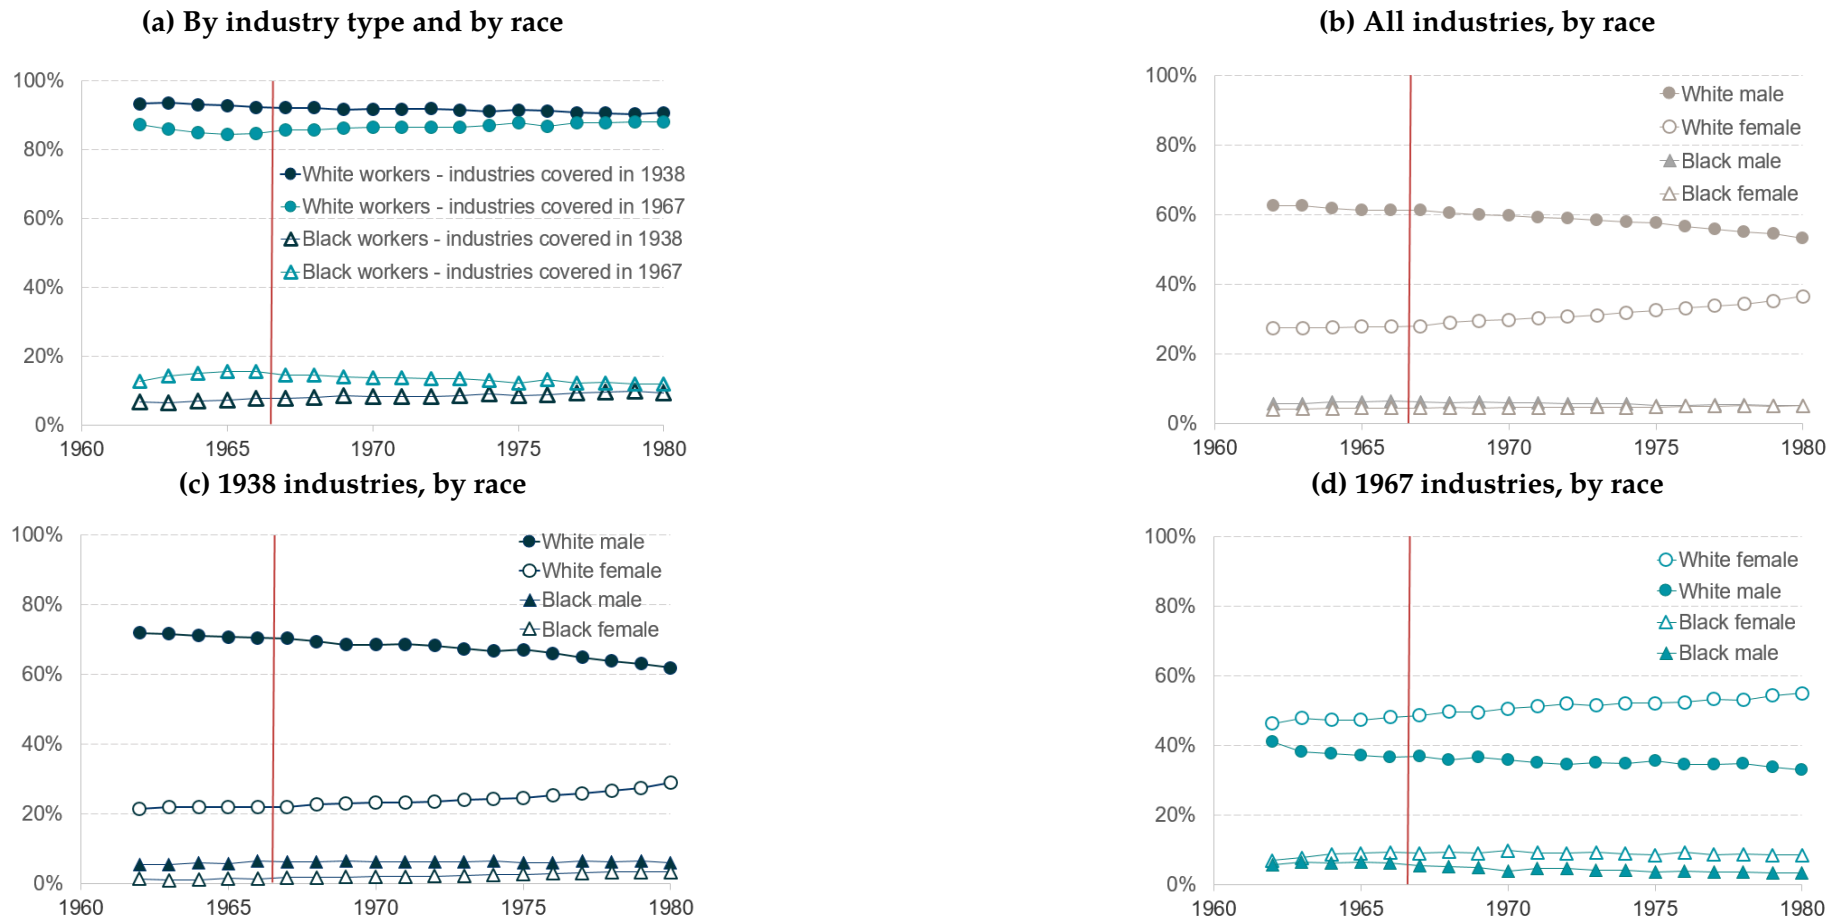 (a) By industry type and by race
100%
80%
60%
40%
20%
0%
White workers - industries covered in 1938
White workers - industries covered in 1967
Black workers - industries covered in 1938
Black workers - industries covered in 1967
1960 1965 1970 1975 1980
(b) All industries, by race
100%
80%
60%
40%
20%
0%
White male
White female
Black male
Black female
1960 1965 1970 1975 1980
(c) 1938 industries, by race
100%
80%
60%
40%
20%
0%
White male
White female
Black male
Black female
1960 1965 1970 1975 1980
(d) 1967 industries, by race
100%
80%
60%
40%
20%
0%
White female
White male
Black female
Black male
1960 1965 1970 1975 1980